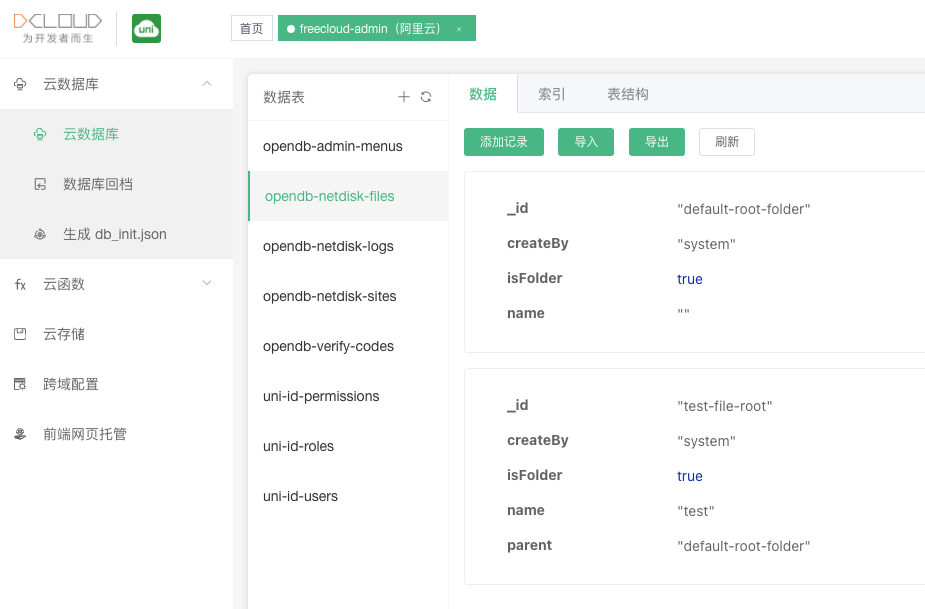 DCLOUD
为开发者而生
uni
首页
freecloud-admin（阿里云） ×
云数据库
云数据库
数据库回档
生成 db_init.json
fx 云函数
云存储
跨域配置
前端网页托管
数据表
opendb-admin-menus
opendb-netdisk-files
opendb-netdisk-logs
opendb-netdisk-sites
opendb-verify-codes
uni-id-permissions
uni-id-roles
uni-id-users
数据 索引 表结构
添加记录 导入 导出 刷新
_id "default-root-folder"
createBy "system"
isFolder true
name ""
_id "test-file-root"
createBy "system"
isFolder true
name "test"
parent "default-root-folder"